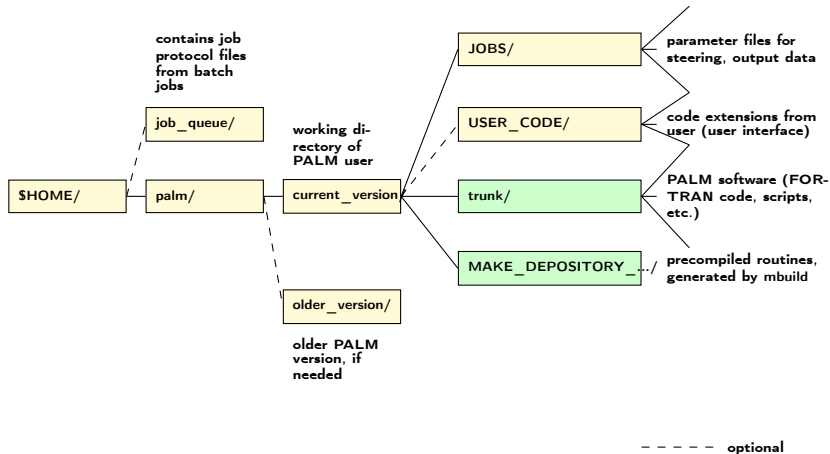 contains job
protocol files
from batch
jobs
job_queue/
$HOME/
palm/
working di-
rectory of
PALM user
current_version
older_version/
older PALM
version, if
needed
JOBS/
parameter files for
steering, output data
USER_CODE/
code extensions from
user (user interface)
trunk/
PALM software (FOR-
TRAN code, scripts,
etc.)
MAKE_DEPOSITORY_.../
precompiled routines,
generated by mbuild
optional